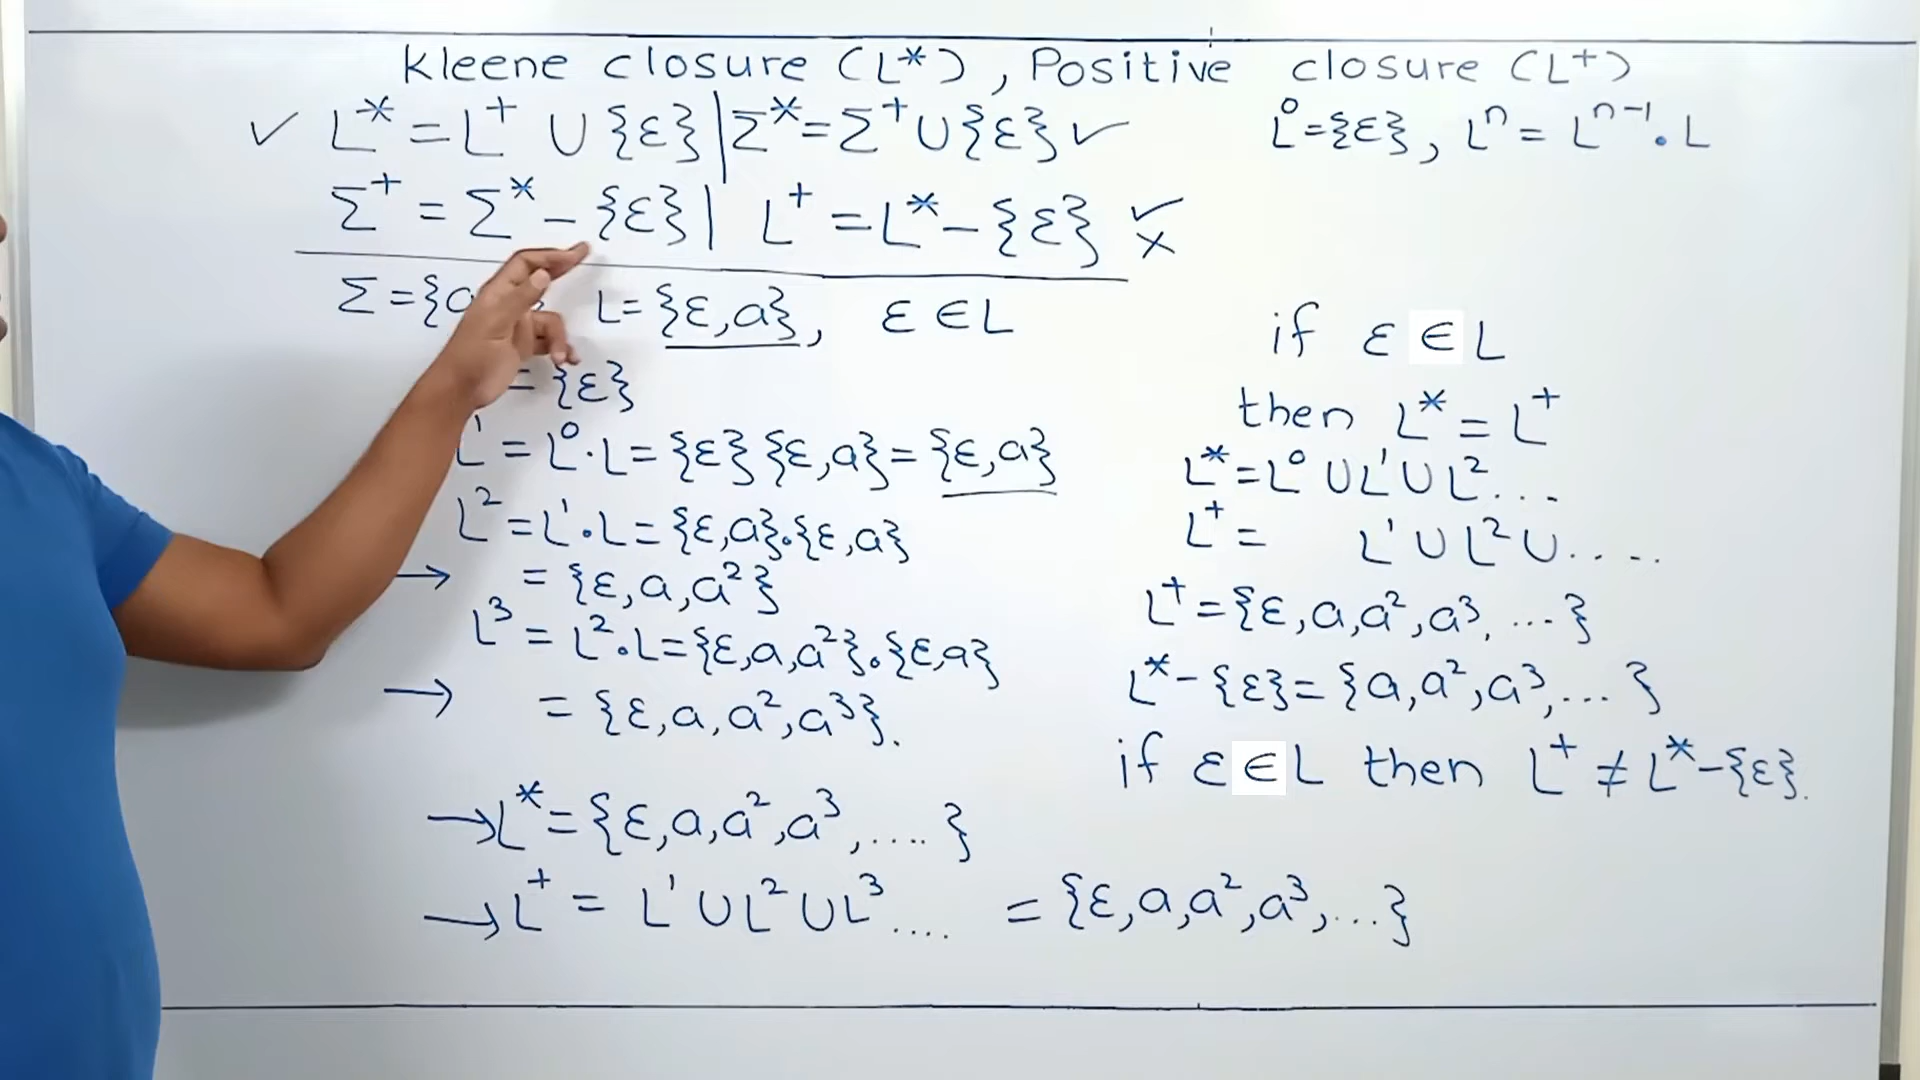 Kleene closure (L*), Positive closure (L⁺)
✓ L* = L⁺ ∪ {ε} | Σ* = Σ⁺ ∪ {ε} ✓
L⁰ = {ε}, Lⁿ = Lⁿ⁻¹ . L
Σ⁺ = Σ* - {ε} | L⁺ = L* - {ε} ✓ ×
Σ = {a L = {ε, a}, ε ∈ L
= {ε}
L¹ = L⁰ · L = {ε} {ε, a} = {ε, a}
L² = L¹ . L = {ε, a} . {ε, a}
→ = {ε, a, a²}
L³ = L² . L = {ε, a, a²} . {ε, a}
→ = {ε, a, a², a³}.
→ L* = {ε, a, a², a³, .... }
→ L⁺ = L¹ ∪ L² ∪ L³ .... = {ε, a, a², a³, ...}
if ε ∈ L
then L* = L⁺
L* = L⁰ ∪ L¹ ∪ L² ...
L⁺ = L¹ ∪ L² ∪ ....
L⁺ = {ε, a, a², a³, ... }
L* - {ε} = {a, a², a³, ... }
if ε ∈ L then L⁺ ≠ L* - {ε}.